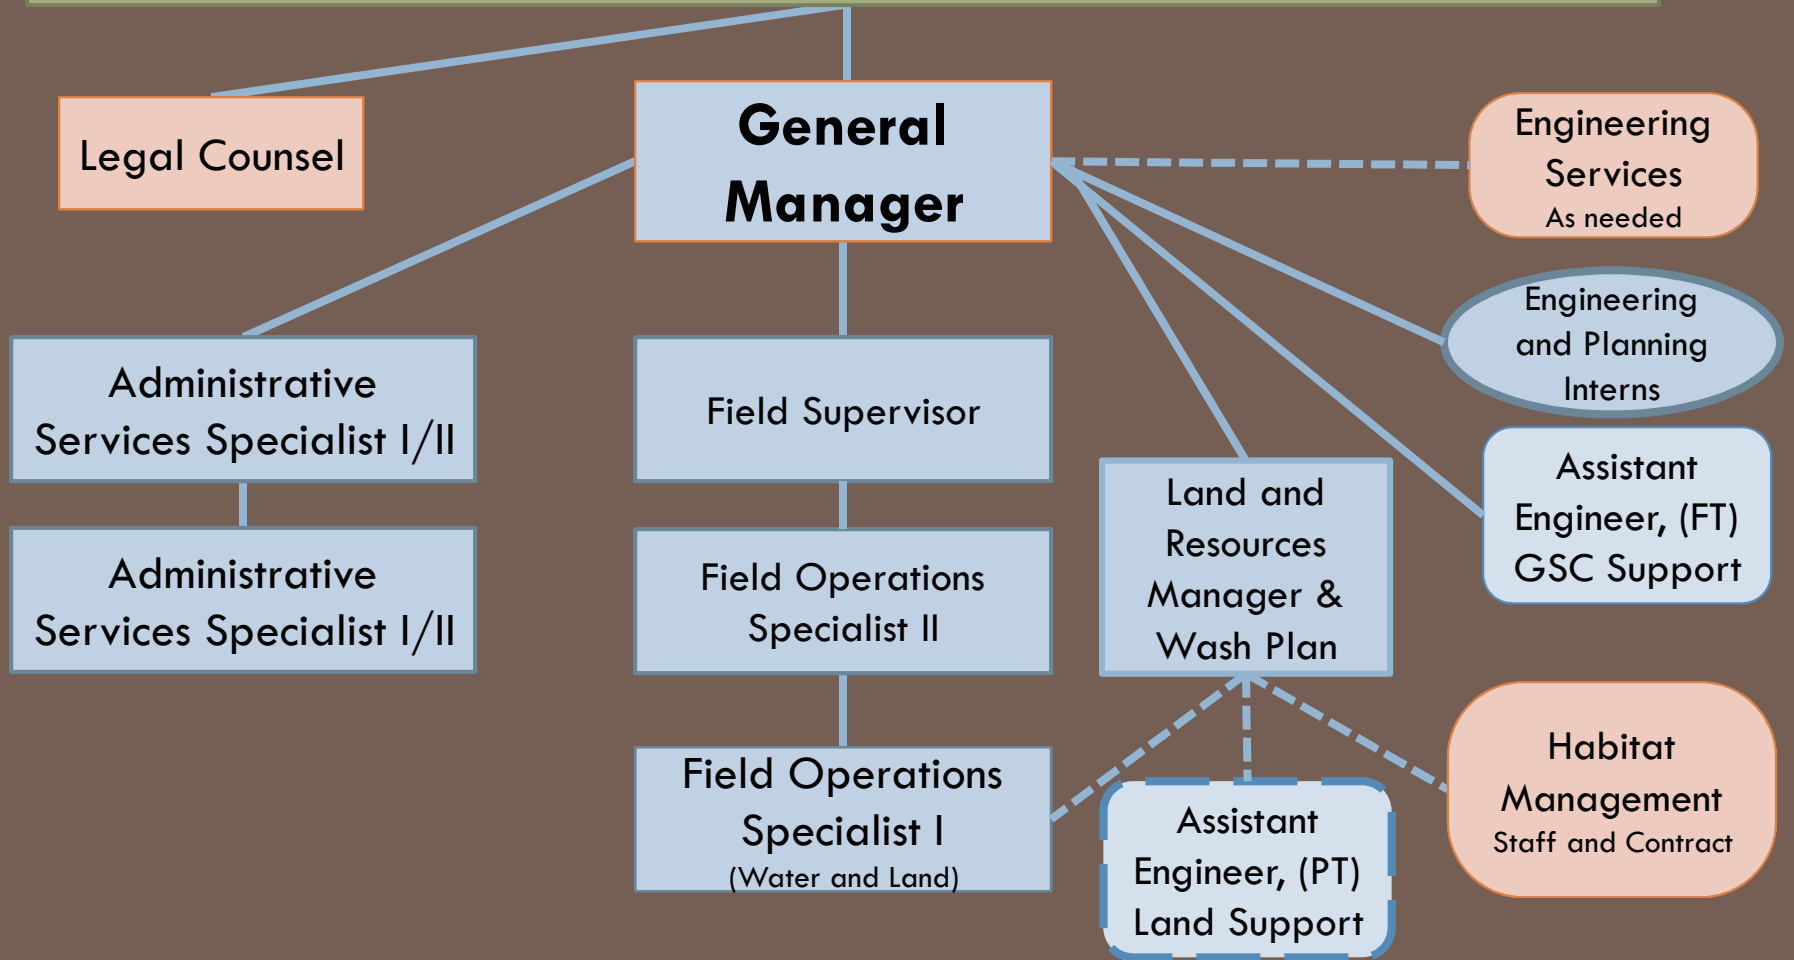 Legal Counsel
General
Manager
Engineering
Services
As needed
Engineering
and Planning
Interns
Administrative
Services Specialist I/II
Field Supervisor
Assistant
Engineer, (FT)
GSC Support
Land and
Resources
Manager &
Wash Plan
Administrative
Services Specialist I/II
Field Operations
Specialist II
Field Operations
Specialist I
(Water and Land)
Assistant
Engineer, (PT)
Land Support
Habitat
Management
Staff and Contract